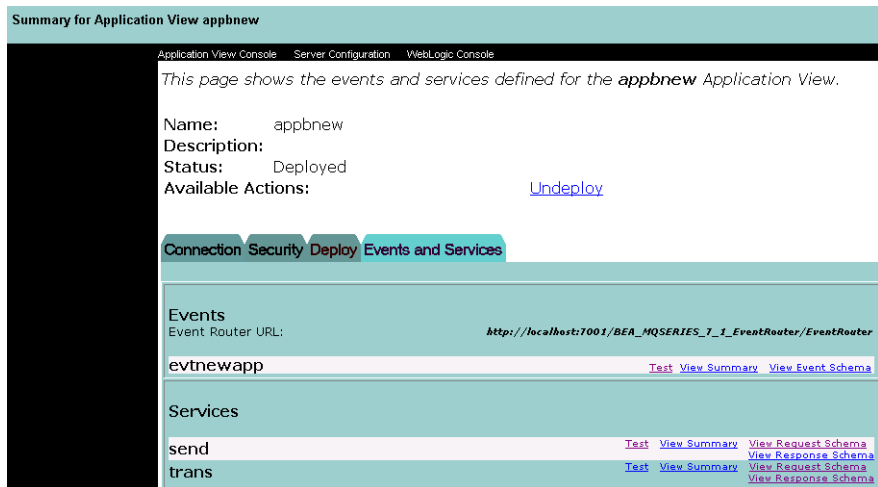 Summary for Application View appbnew
Application View Console Server Configuration WebLogic Console
This page shows the events and services defined for the appbnew Application View.
Name: appbnew
Description:
Status: Deployed
Available Actions: Undeploy
Connection Security Deploy Events and Services
Events
Event Router URL: http://localhost:7001/BEA_MQSERIES_7_1_EventRouter/EventRouter
evtnewapp Test View Summary View Event Schema
Services
send Test View Summary View Request Schema
View Response Schema
trans Test View Summary View Request Schema
View Response Schema